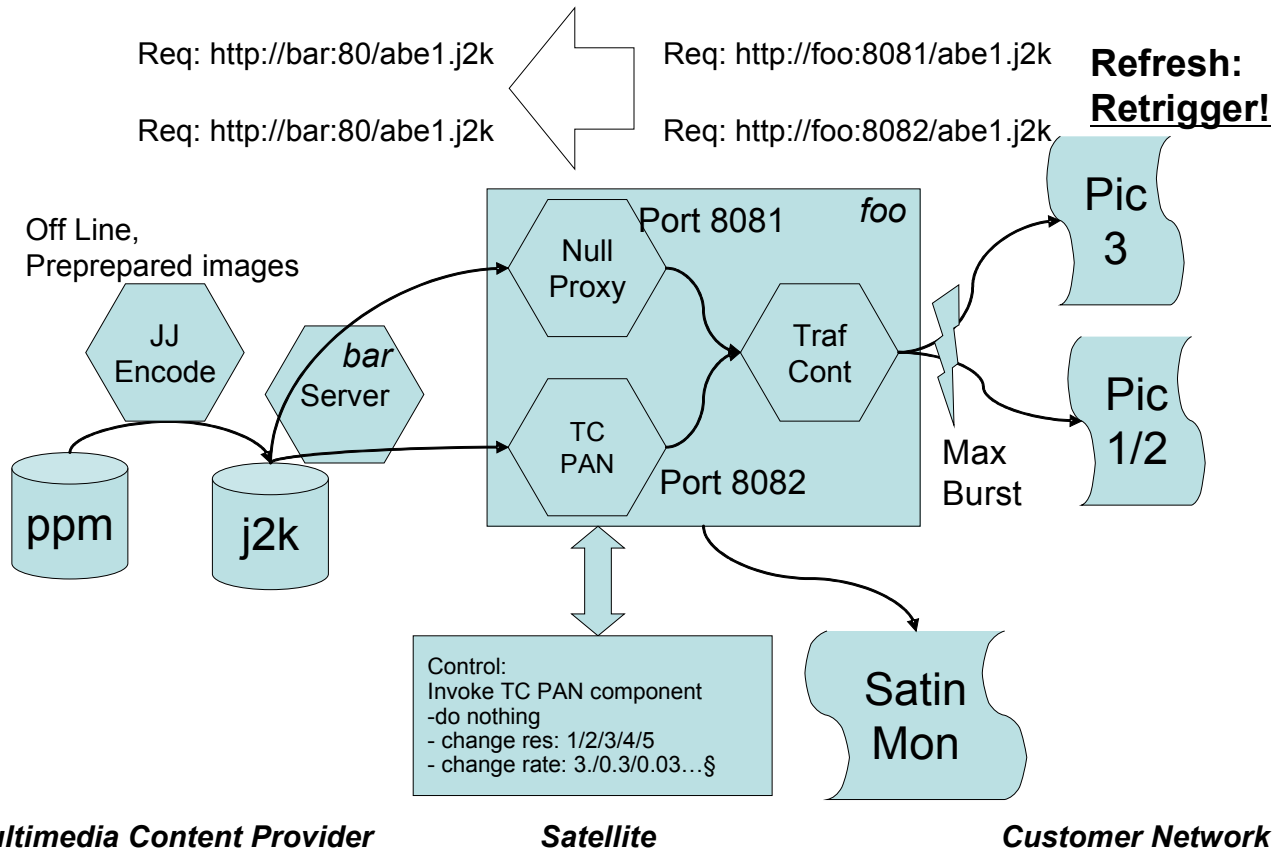 Req: http://bar:80/abe1.j2k
Req: http://foo:8081/abe1.j2k
Refresh:
Retrigger!
Req: http://bar:80/abe1.j2k
Req: http://foo:8082/abe1.j2k
Off Line,
Preprepared images
JJ
Encode
bar
Server
ppm
j2k
foo
Port 8081
Null
Proxy
TC
PAN
Port 8082
Traf
Cont
Max
Burst
Pic
3
Pic
1/2
Control:
Invoke TC PAN component
-do nothing
- change res: 1/2/3/4/5
- change rate: 3./0.3/0.03…§
Satin
Mon
ultimedia Content Provider
Satellite
Customer Network